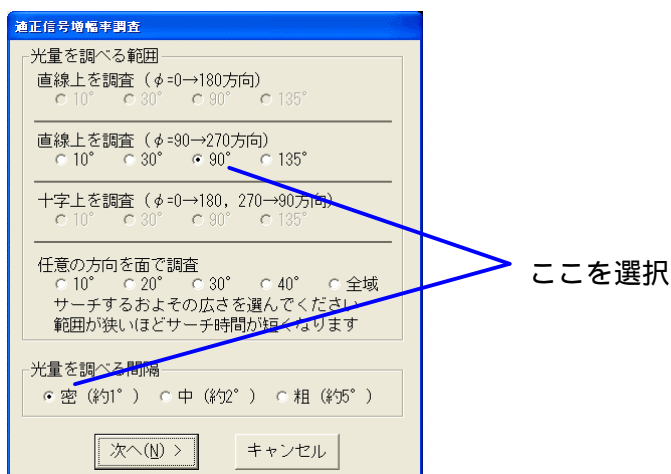 適正信号増幅率調査
光量を調べる範囲
直線上を調査（φ=0→180方向）
10° 30° 90° 135°
直線上を調査（φ=90→270方向）
10° 30° 90° 135°
十字上を調査（φ=0→180，270→90方向）
10° 30° 90° 135°
任意の方向を面で調査
10° 20° 30° 40° 全域
サーチするおよその広さを選んでください
範囲が狭いほどサーチ時間が短くなります
ここを選択
光量を調べる間隔
密（約1°） 中（約2°） 粗（約5°）
次へ(N) > キャンセル